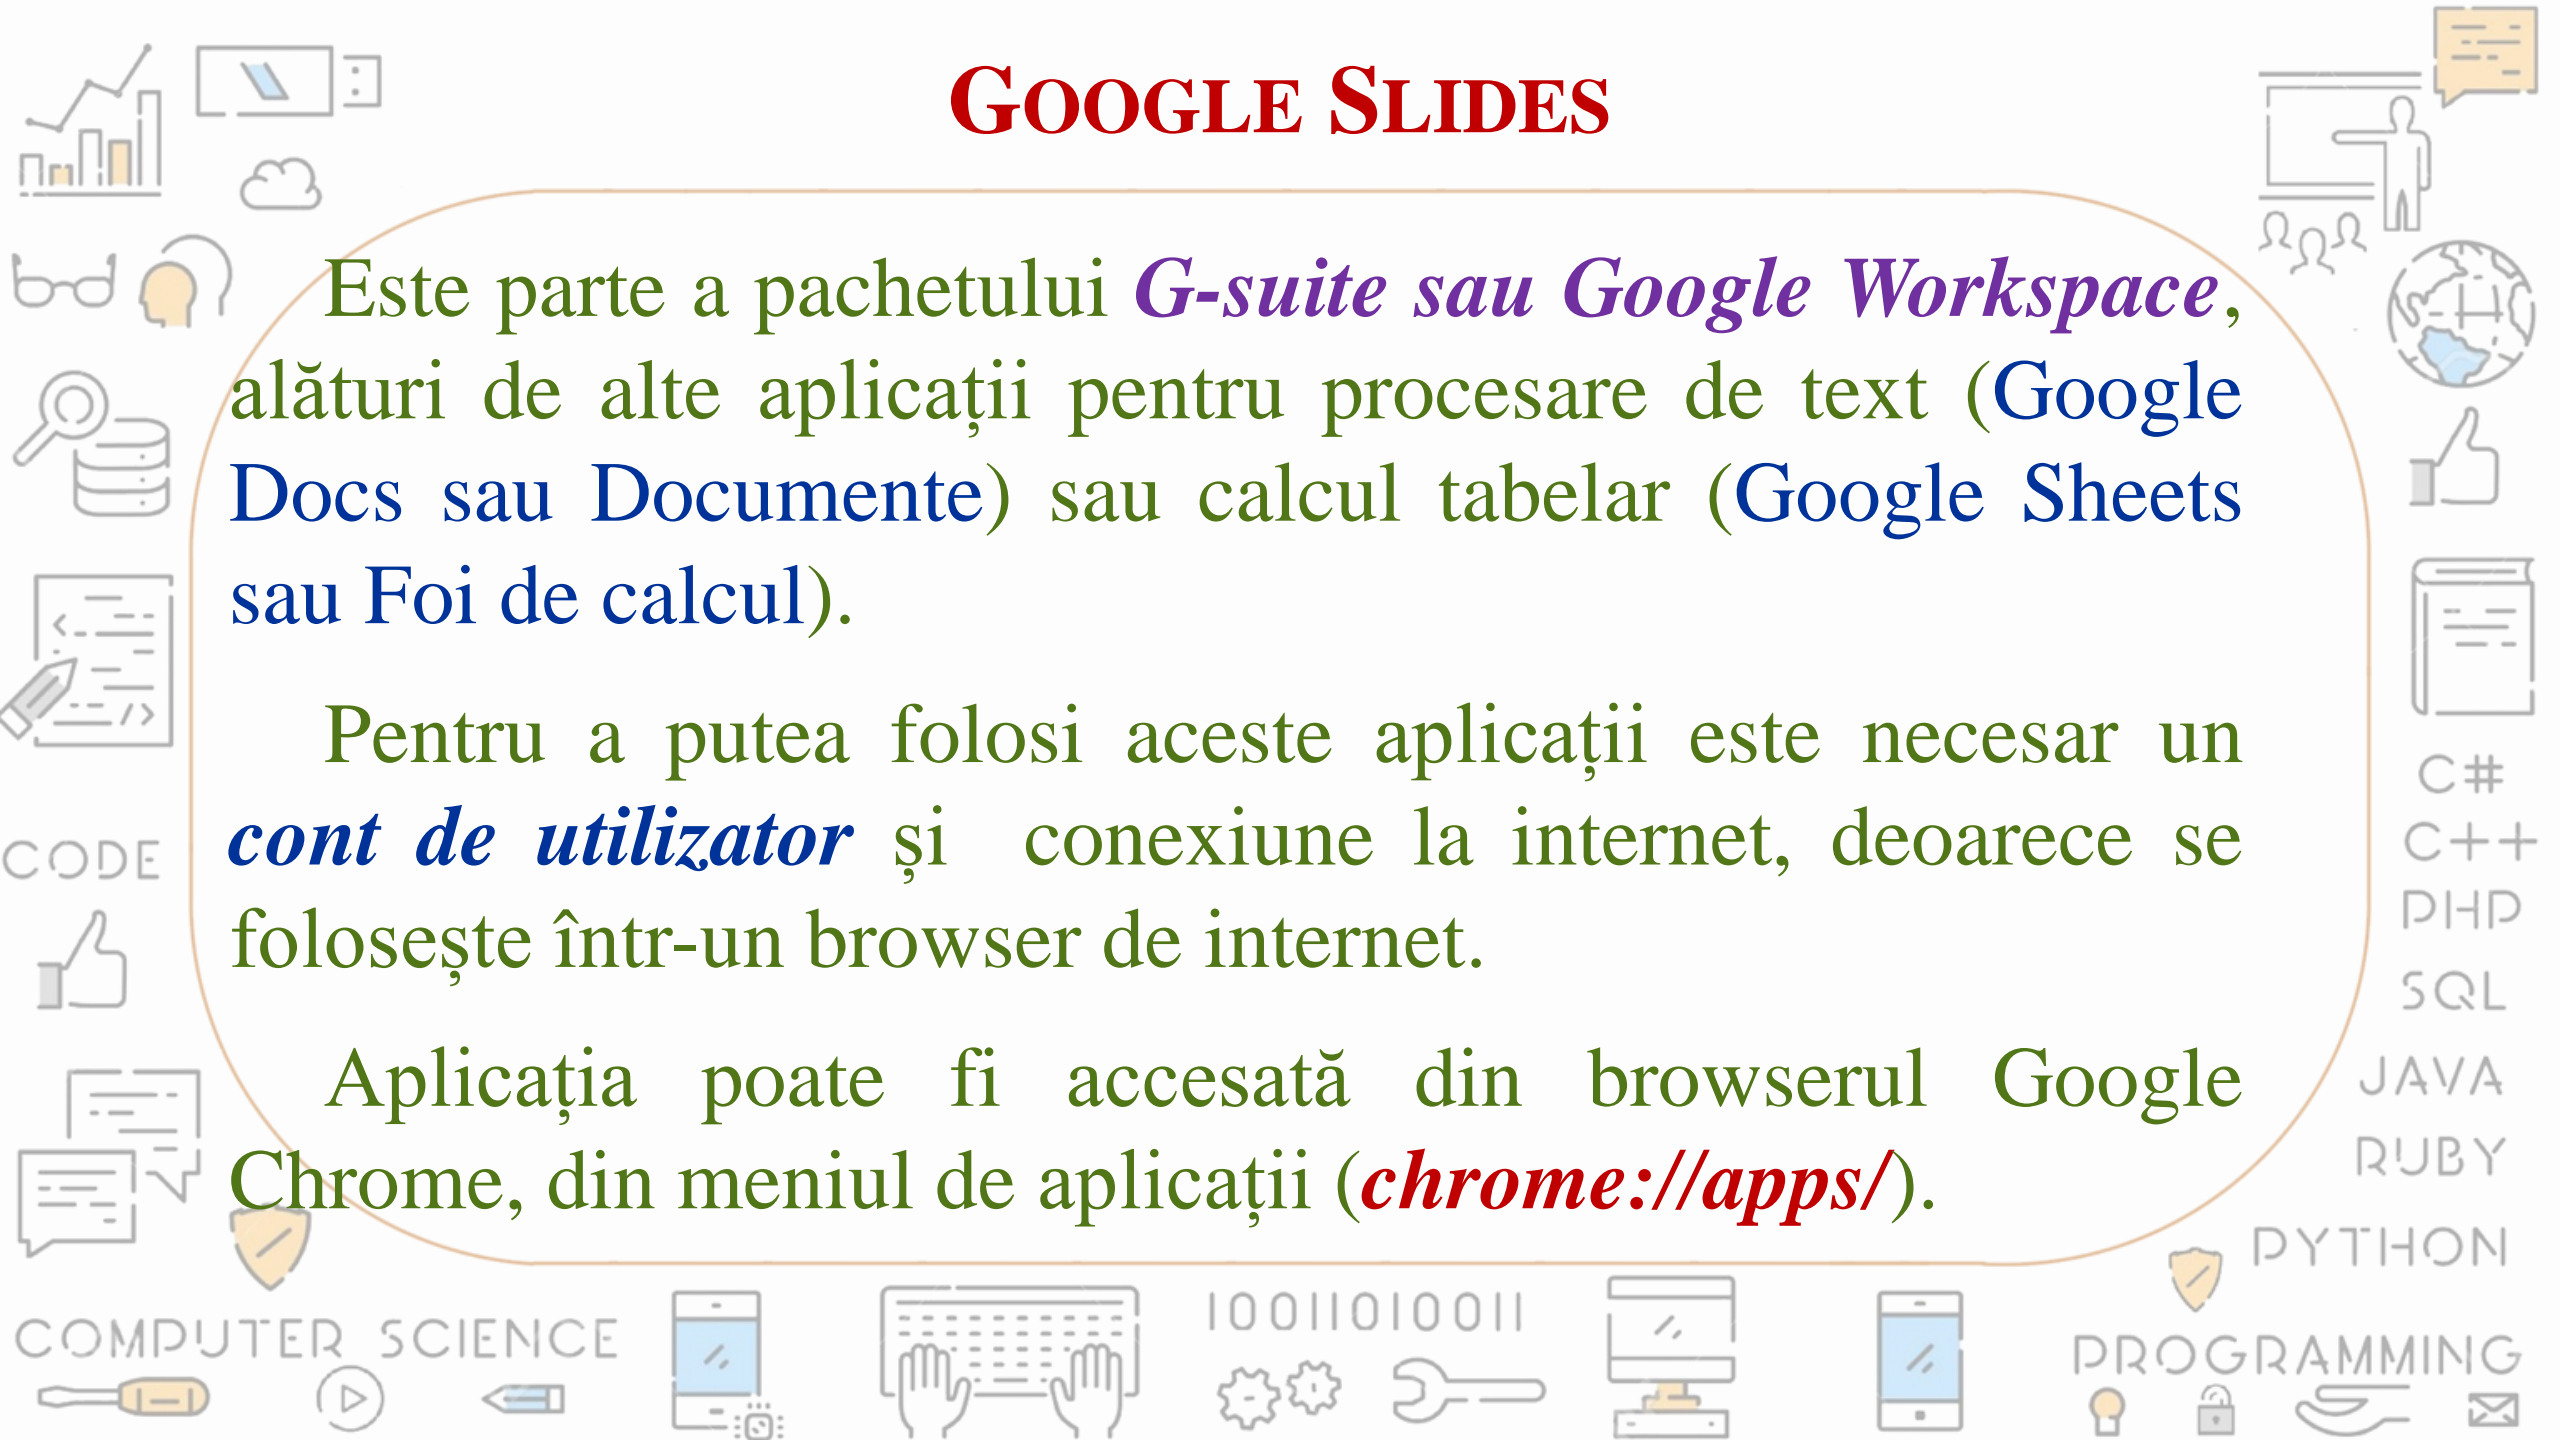 GOOGLE SLIDES
Este parte a pachetului G-suite sau Google Workspace,
alături de alte aplicații pentru procesare de text (Google
Docs sau Documente) sau calcul tabelar (Google Sheets
sau Foi de calcul).
Pentru a putea folosi aceste aplicații este necesar un
cont de utilizator și conexiune la internet, deoarece se
folosește într-un browser de internet.
Aplicația poate fi accesată din browserul Google
Chrome, din meniul de aplicații (chrome://apps/).
CODE
C#
C++
PHP
SQL
JAVA
RUBY
PYTHON
COMPUTER SCIENCE
10011010011
PROGRAMMING